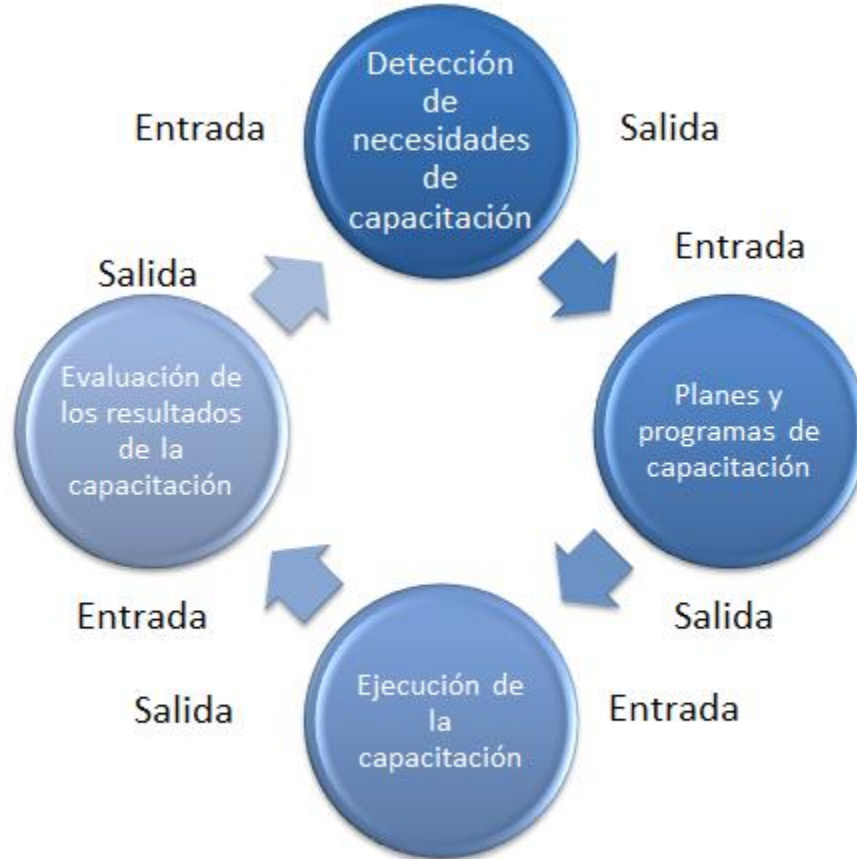 Detección
de
necesidades
de
capacitación
Entrada
Salida
Entrada
Planes y
programas de
capacitación
Salida
Entrada
Ejecución de
la
capacitación
Salida
Entrada
Evaluación de
los resultados
de la
capacitación
Salida